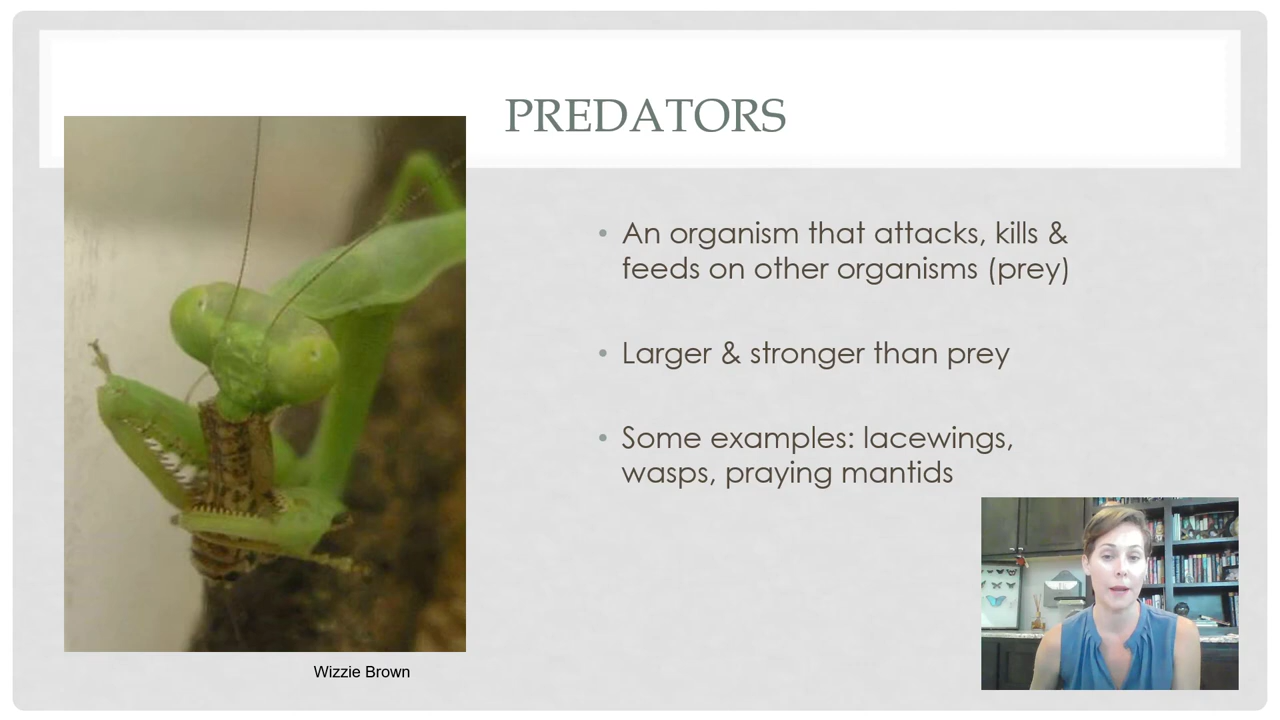 PREDATORS
An organism that attacks, kills &
feeds on other organisms (prey)
Larger & stronger than prey
Some examples: lacewings,
wasps, praying mantids
Wizzie Brown